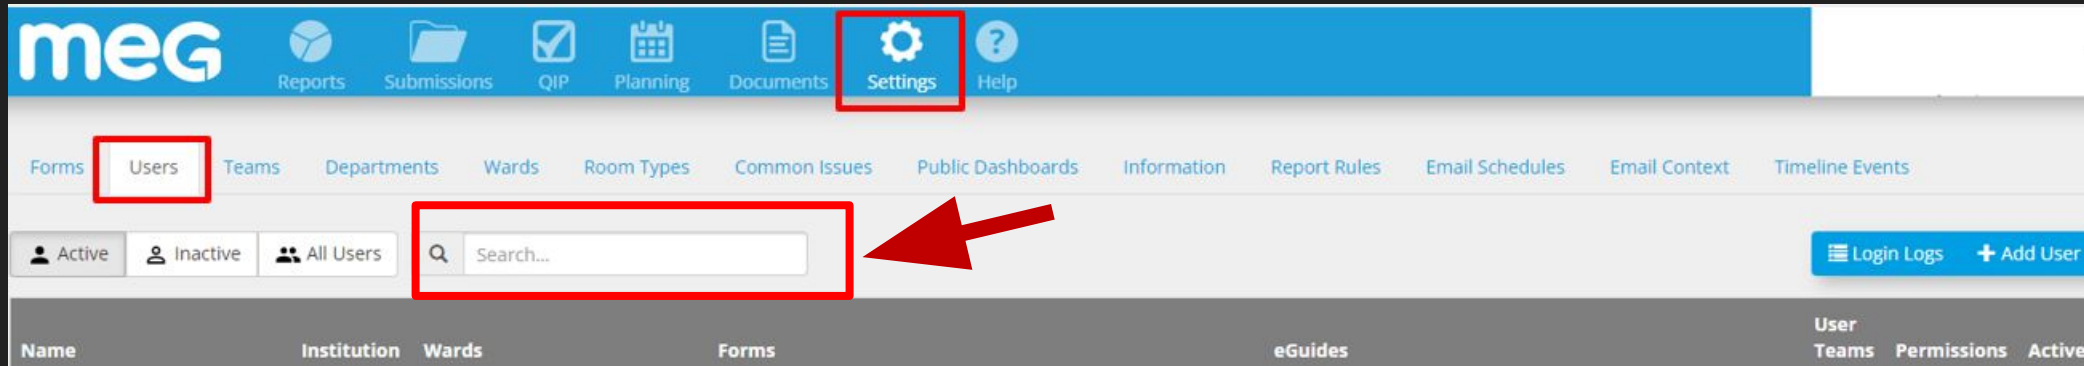 meG
Reports Submissions QIP Planning Documents Settings Help
Forms Users Teams Departments Wards Room Types Common Issues Public Dashboards Information Report Rules Email Schedules Email Context Timeline Events
Active Inactive All Users Search... Login Logs Add User
Name Institution Wards Forms eGuides User Teams Permissions Active